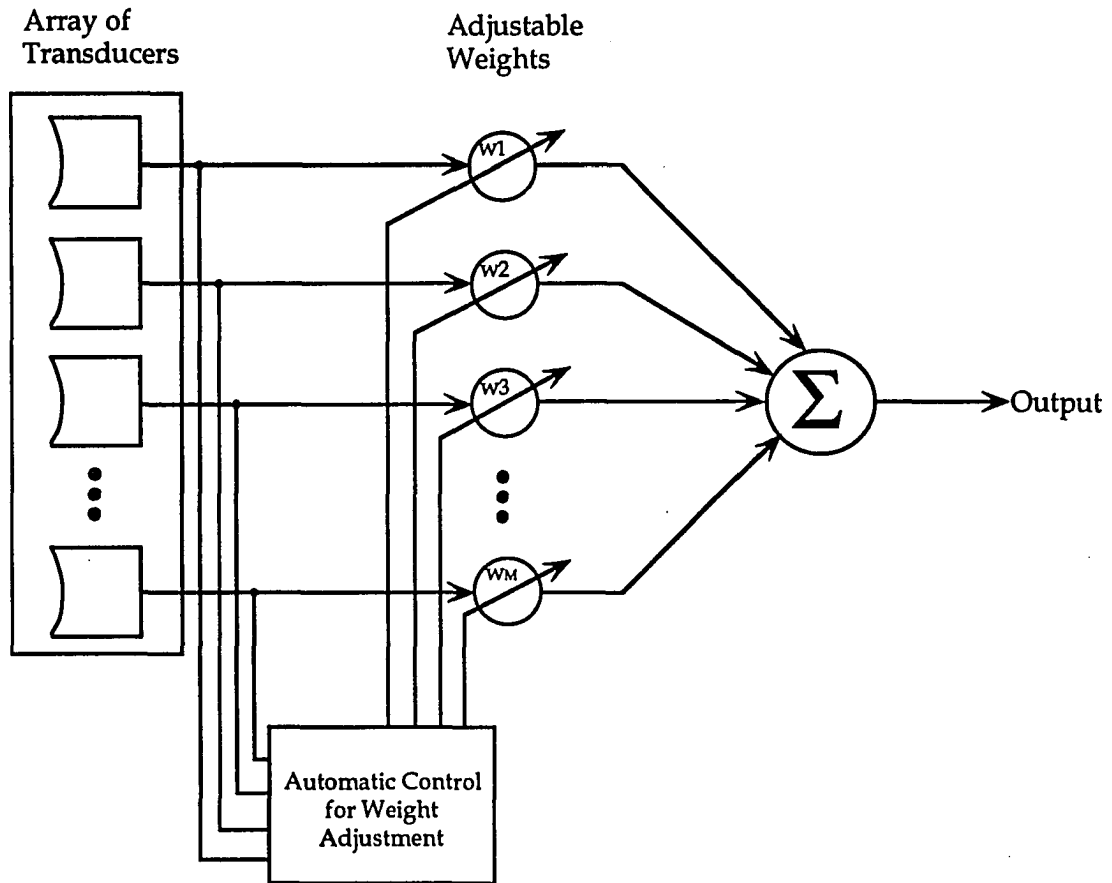 Array of
Transducers
Adjustable
Weights
w1
w2
w3
wM
Σ
Output
Automatic Control
for Weight
Adjustment